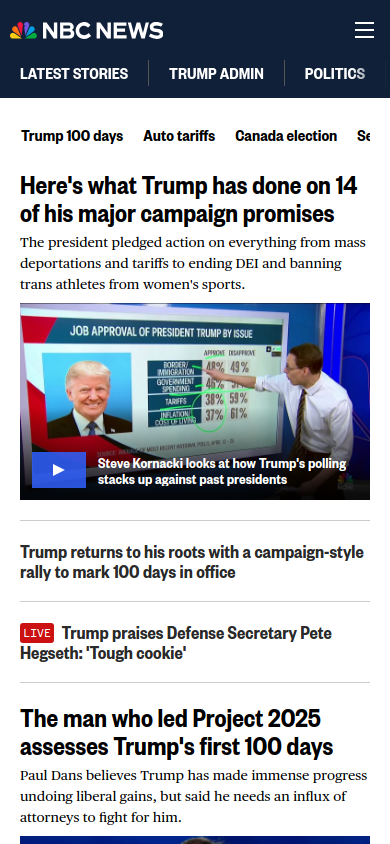 NBC NEWS
LATEST STORIES
TRUMP ADMIN
POLITICS
Trump 100 days
Auto tariffs
Canada election
Se
Here's what Trump has done on 14
of his major campaign promises
The president pledged action on everything from mass
deportations and tariffs to ending DEI and banning
trans athletes from women's sports.
JOB APPROVAL OF PRESIDENT TRUMP BY ISSUE
APPROVE DISAPPROVE
BORDER/
IMMIGRATION
48% 49%
GOVERNMENT
SPENDING
46%
TARIFFS
38% 59%
INFLATION/
COST OF LIVING
37% 61%
Steve Kornacki looks at how Trump's polling
stacks up against past presidents
Trump returns to his roots with a campaign-style
rally to mark 100 days in office
LIVE Trump praises Defense Secretary Pete
Hegseth: 'Tough cookie'
The man who led Project 2025
assesses Trump's first 100 days
Paul Dans believes Trump has made immense progress
undoing liberal gains, but said he needs an influx of
attorneys to fight for him.